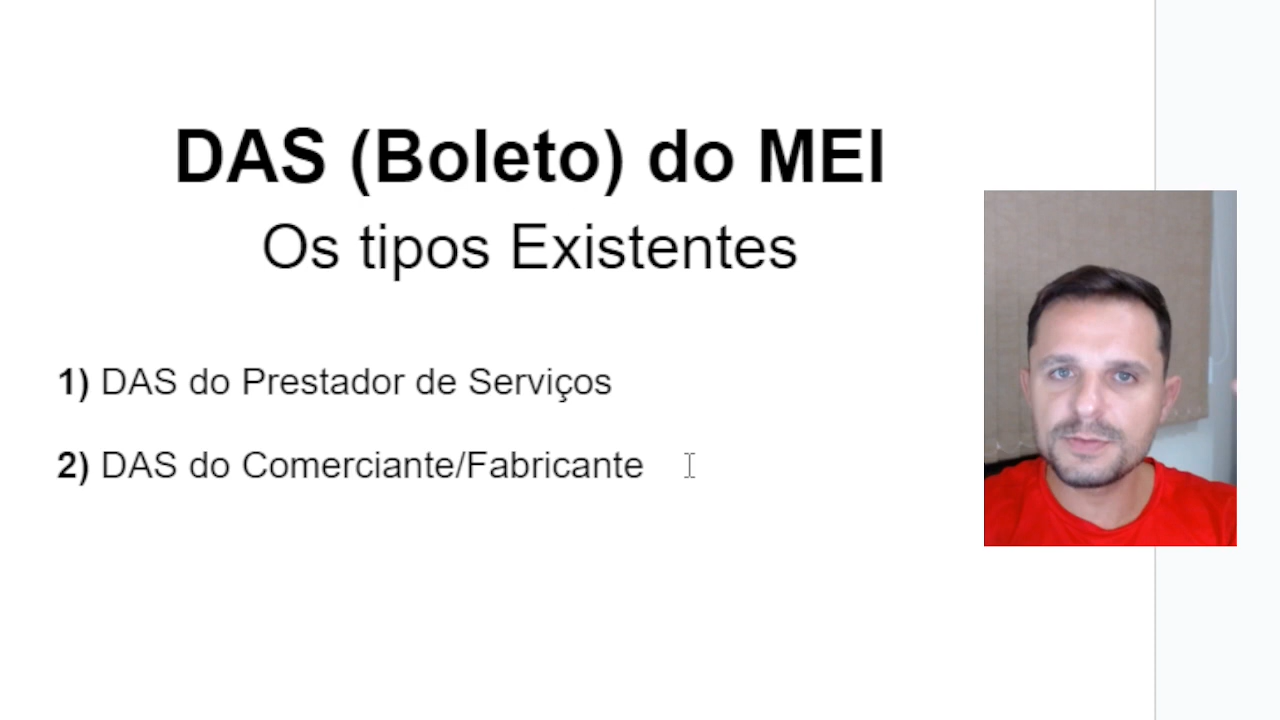 DAS (Boleto) do MEI
Os tipos Existentes
1) DAS do Prestador de Serviços
2) DAS do Comerciante/Fabricante